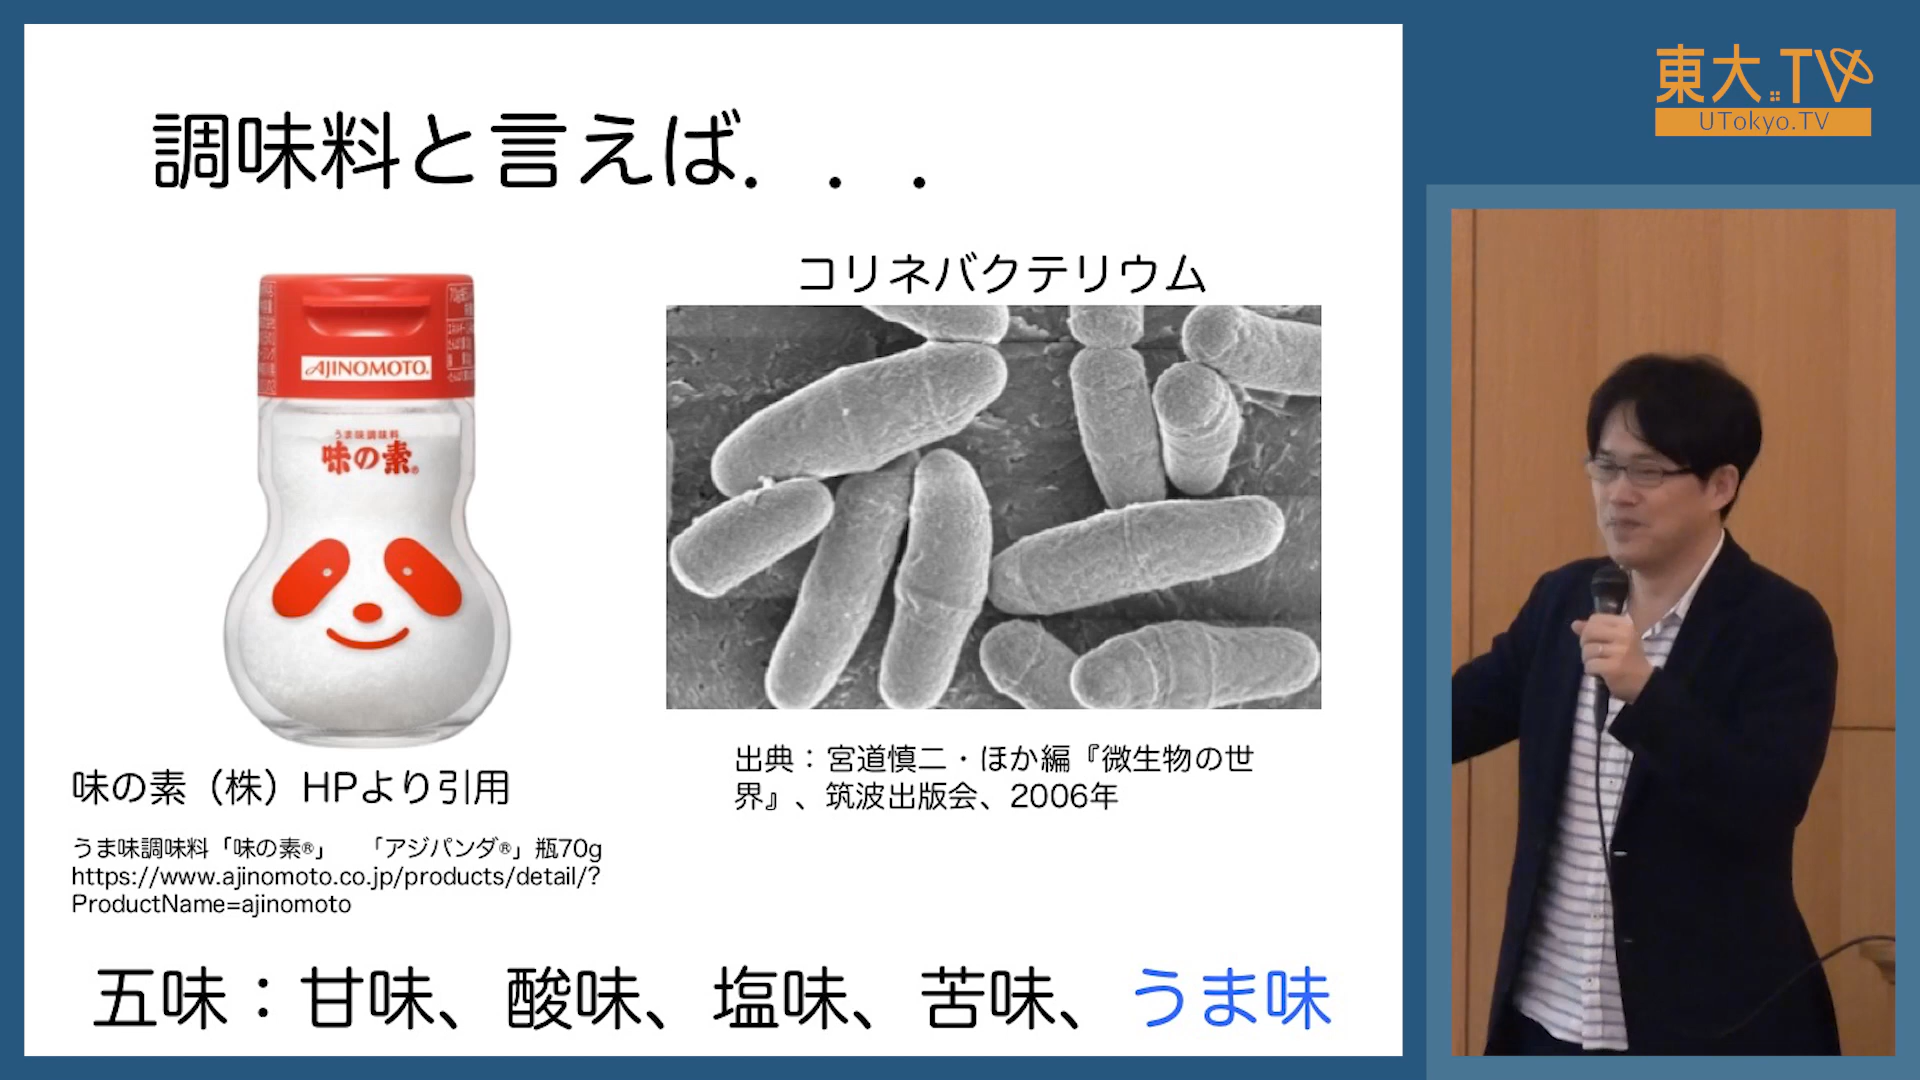 調味料と言えば．．．
コリネバクテリウム
AJINOMOTO®
うま味調味料
味の素®
味の素（株）HPより引用
うま味調味料「味の素®」　「アジパンダ®」瓶70g
https://www.ajinomoto.co.jp/products/detail/?
ProductName=ajinomoto
出典：宮道慎二・ほか編『微生物の世
界』、筑波出版会、2006年
五味：甘味、酸味、塩味、苦味、うま味
東大TV
UTokyo.TV